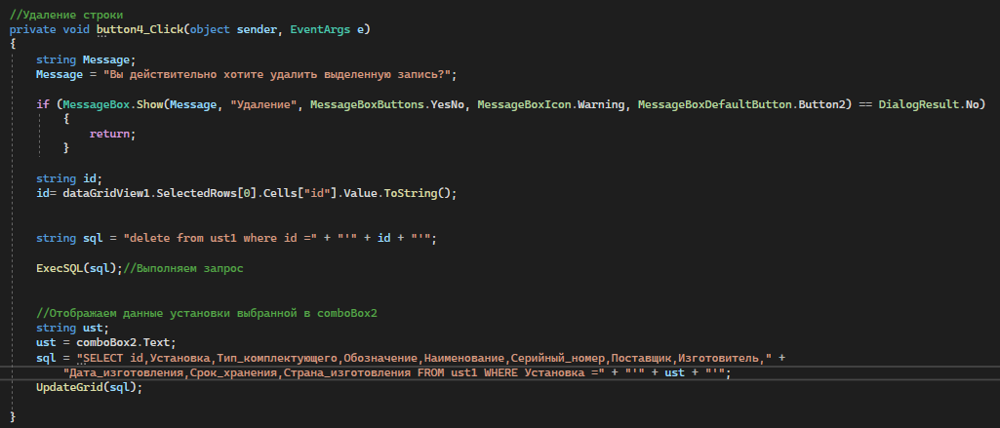 //Удаление строки
private void button4_Click(object sender, EventArgs e)
{
string Message;
Message = "Вы действительно хотите удалить выделенную запись?";
if (MessageBox.Show(Message, "Удаление", MessageBoxButtons.YesNo, MessageBoxIcon.Warning, MessageBoxDefaultButton.Button2) == DialogResult.No)
{
return;
}
string id;
id= dataGridView1.SelectedRows[0].Cells["id"].Value.ToString();
string sql = "delete from ust1 where id =" + "'" + id + "'";
ExecSQL(sql);//Выполняем запрос
//Отображаем данные установки выбранной в comboBox2
string ust;
ust = comboBox2.Text;
sql = "SELECT id,Установка,Тип_комплектующего,Обозначение,Наименование,Серийный_номер,Поставщик,Изготовитель," +
"Дата_изготовления,Срок_хранения,Страна_изготовления FROM ust1 WHERE Установка =" + "'" + ust + "'";
UpdateGrid(sql);
}